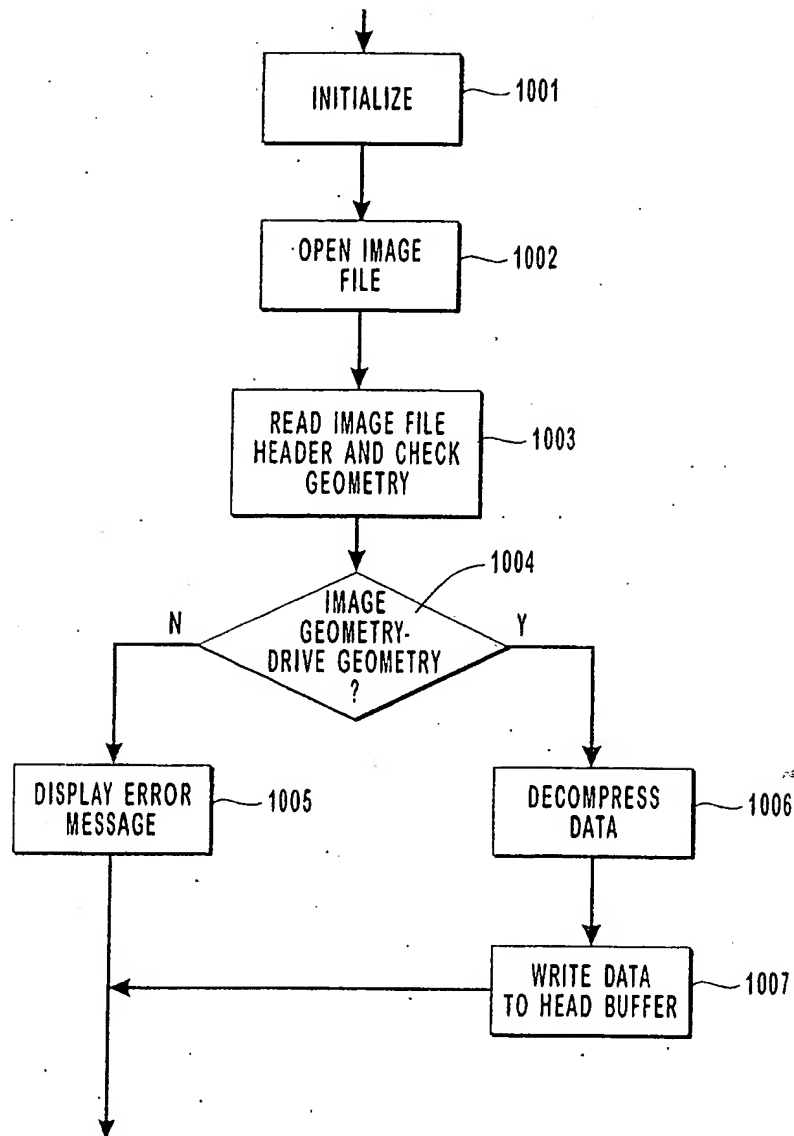 INITIALIZE
1001
OPEN IMAGE
FILE
1002
READ IMAGE FILE
HEADER AND CHECK
GEOMETRY
1003
1004
IMAGE
GEOMETRY-
DRIVE GEOMETRY
?
N
Y
DISPLAY ERROR
MESSAGE
1005
DECOMPRESS
DATA
1006
WRITE DATA
TO HEAD BUFFER
1007